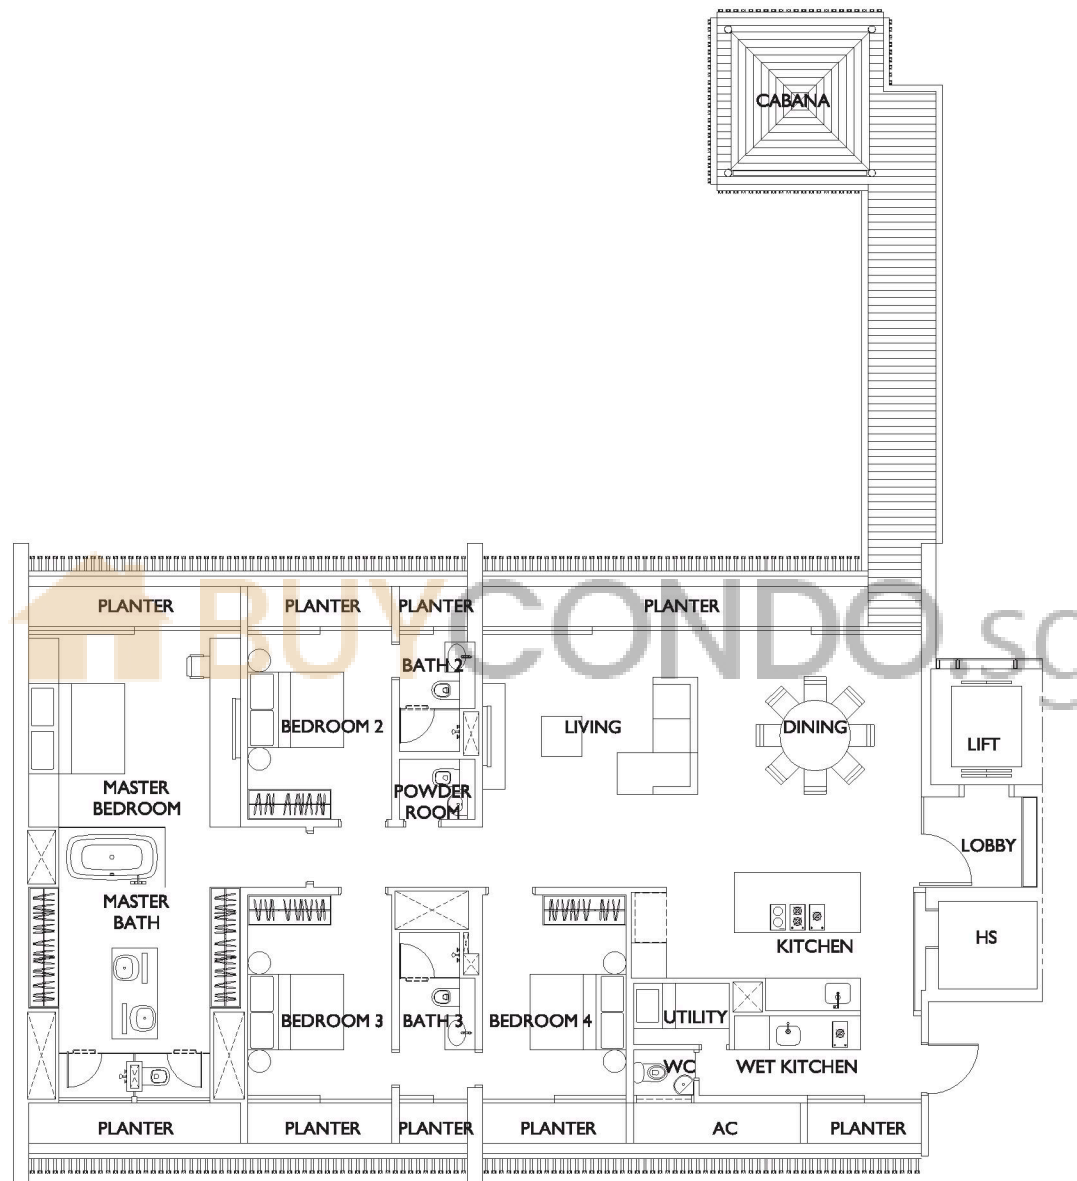 CABANA
PLANTER
PLANTER
PLANTER
PLANTER
BUYCONDO.SG
BATH 2
BEDROOM 2
LIVING
DINING
LIFT
MASTER
BEDROOM
POWDER
ROOM
LOBBY
MASTER
BATH
KITCHEN
HS
BEDROOM 3
BATH 3
BEDROOM 4
UTILITY
WC
WET KITCHEN
PLANTER
PLANTER
PLANTER
PLANTER
AC
PLANTER